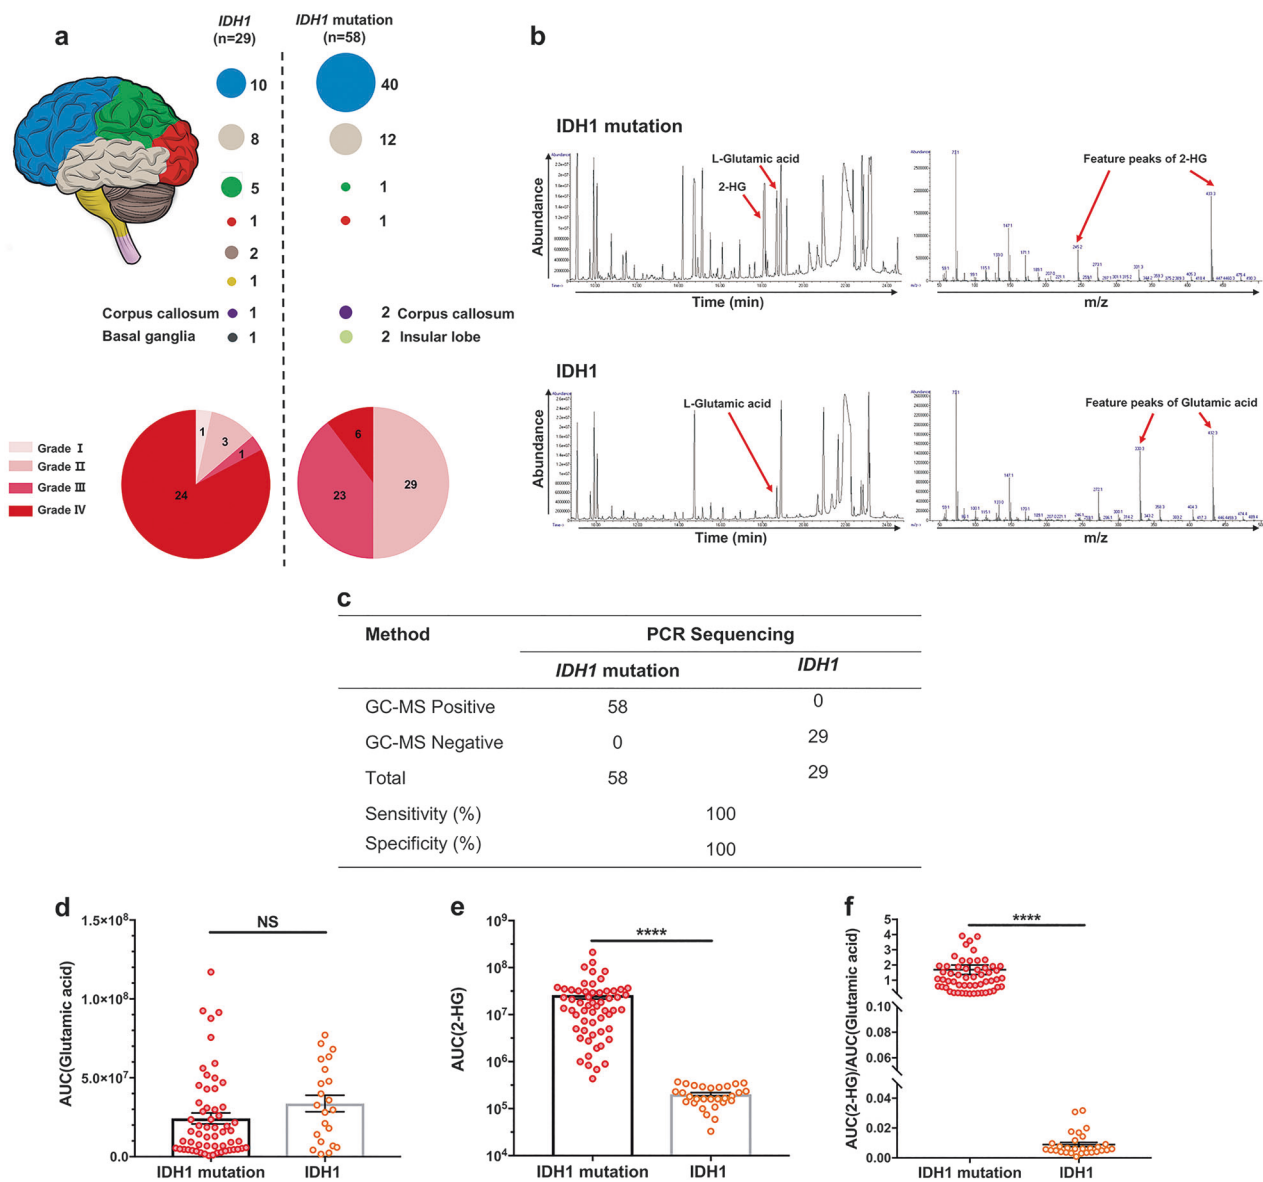 a
IDH1
(n=29)
IDH1 mutation
(n=58)
10
40
8
12
5
1
1
1
2
1
Corpus callosum
1
2
Corpus callosum
Basal ganglia
1
2
Insular lobe
Grade I
Grade II
Grade III
Grade IV
1
3
1
24
6
23
29
b
IDH1 mutation
Abundance
L-Glutamic acid
2-HG
Time (min)
Feature peaks of 2-HG
m/z
IDH1
Abundance
L-Glutamic acid
Time (min)
Feature peaks of Glutamic acid
m/z
c
Method PCR Sequencing
IDH1 mutation IDH1
GC-MS Positive 58 0
GC-MS Negative 0 29
Total 58 29
Sensitivity (%) 100
Specificity (%) 100
d
AUC(Glutamic acid)
1.5×10⁸
1.0×10⁸
5.0×10⁷
0.0
NS
IDH1 mutation IDH1
e
AUC(2-HG)
10⁹
10⁸
10⁷
10⁶
10⁵
10⁴
****
IDH1 mutation IDH1
f
AUC(2-HG)/AUC(Glutamic acid)
5
4
3
2
1
0.10
0.08
0.06
0.04
0.02
0.00
****
IDH1 mutation IDH1